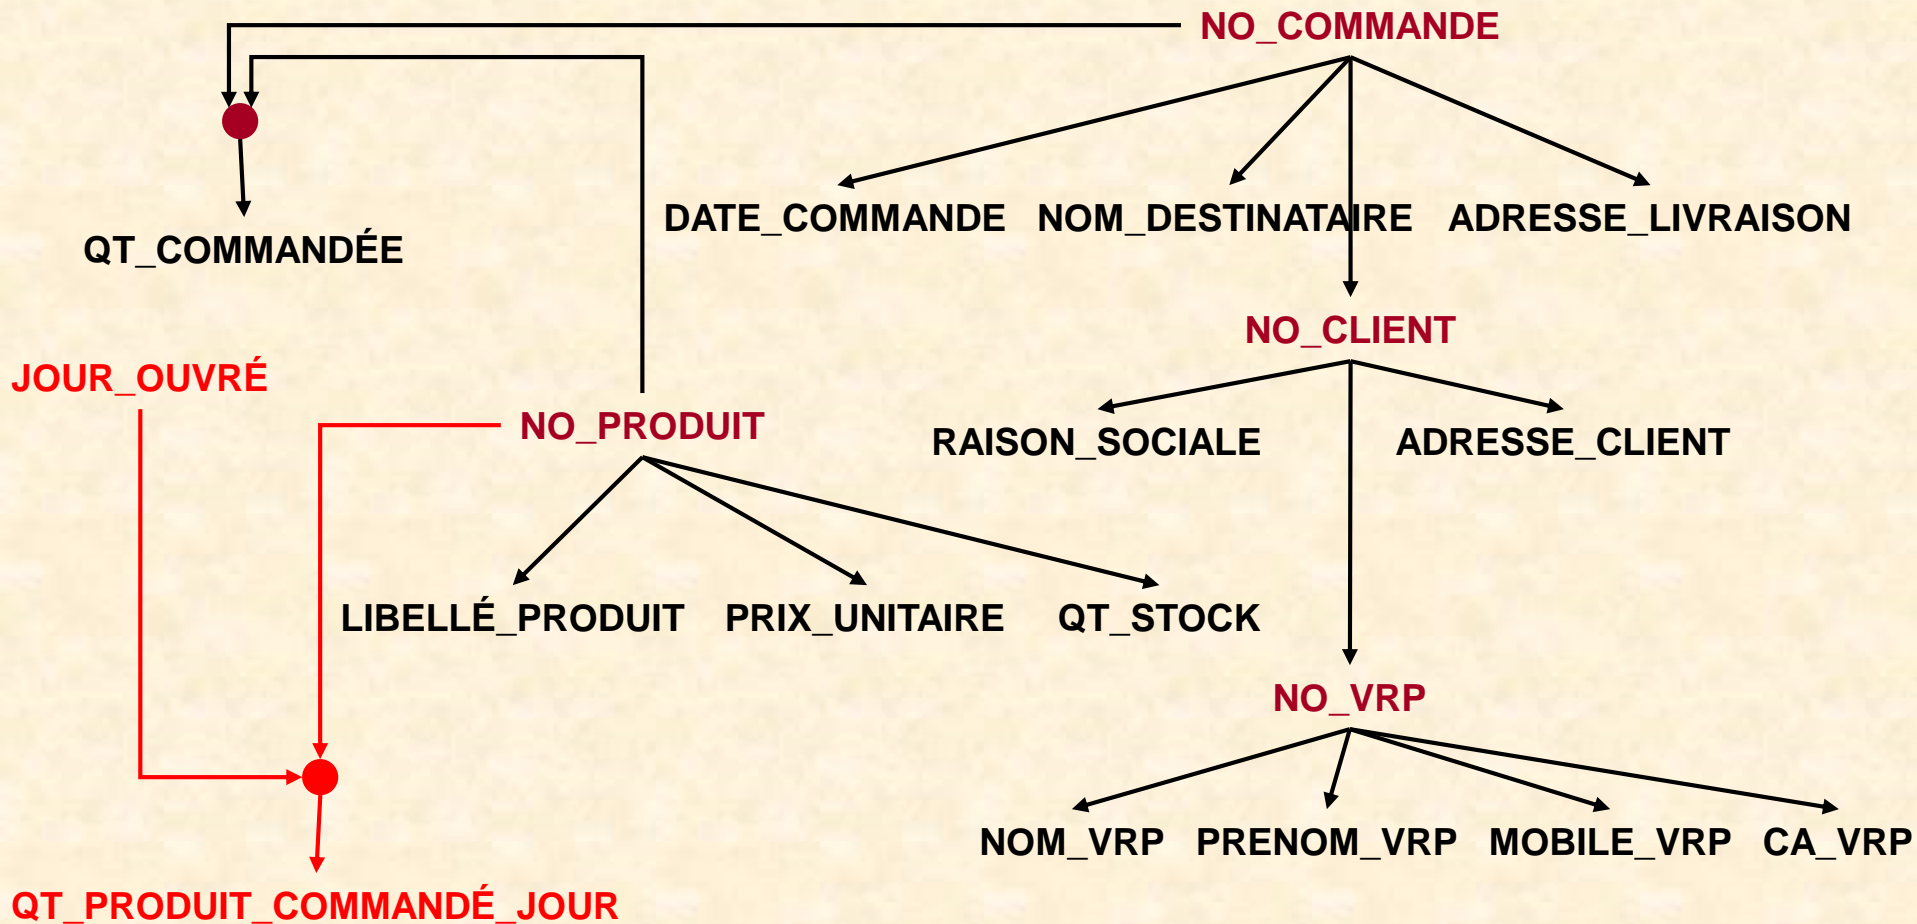 NO_COMMANDE
DATE_COMMANDE NOM_DESTINATAIRE ADRESSE_LIVRAISON
QT_COMMANDÉE
NO_CLIENT
JOUR_OUVRÉ
NO_PRODUIT
RAISON_SOCIALE ADRESSE_CLIENT
LIBELLÉ_PRODUIT PRIX_UNITAIRE QT_STOCK
NO_VRP
NOM_VRP PRENOM_VRP MOBILE_VRP CA_VRP
QT_PRODUIT_COMMANDÉ_JOUR